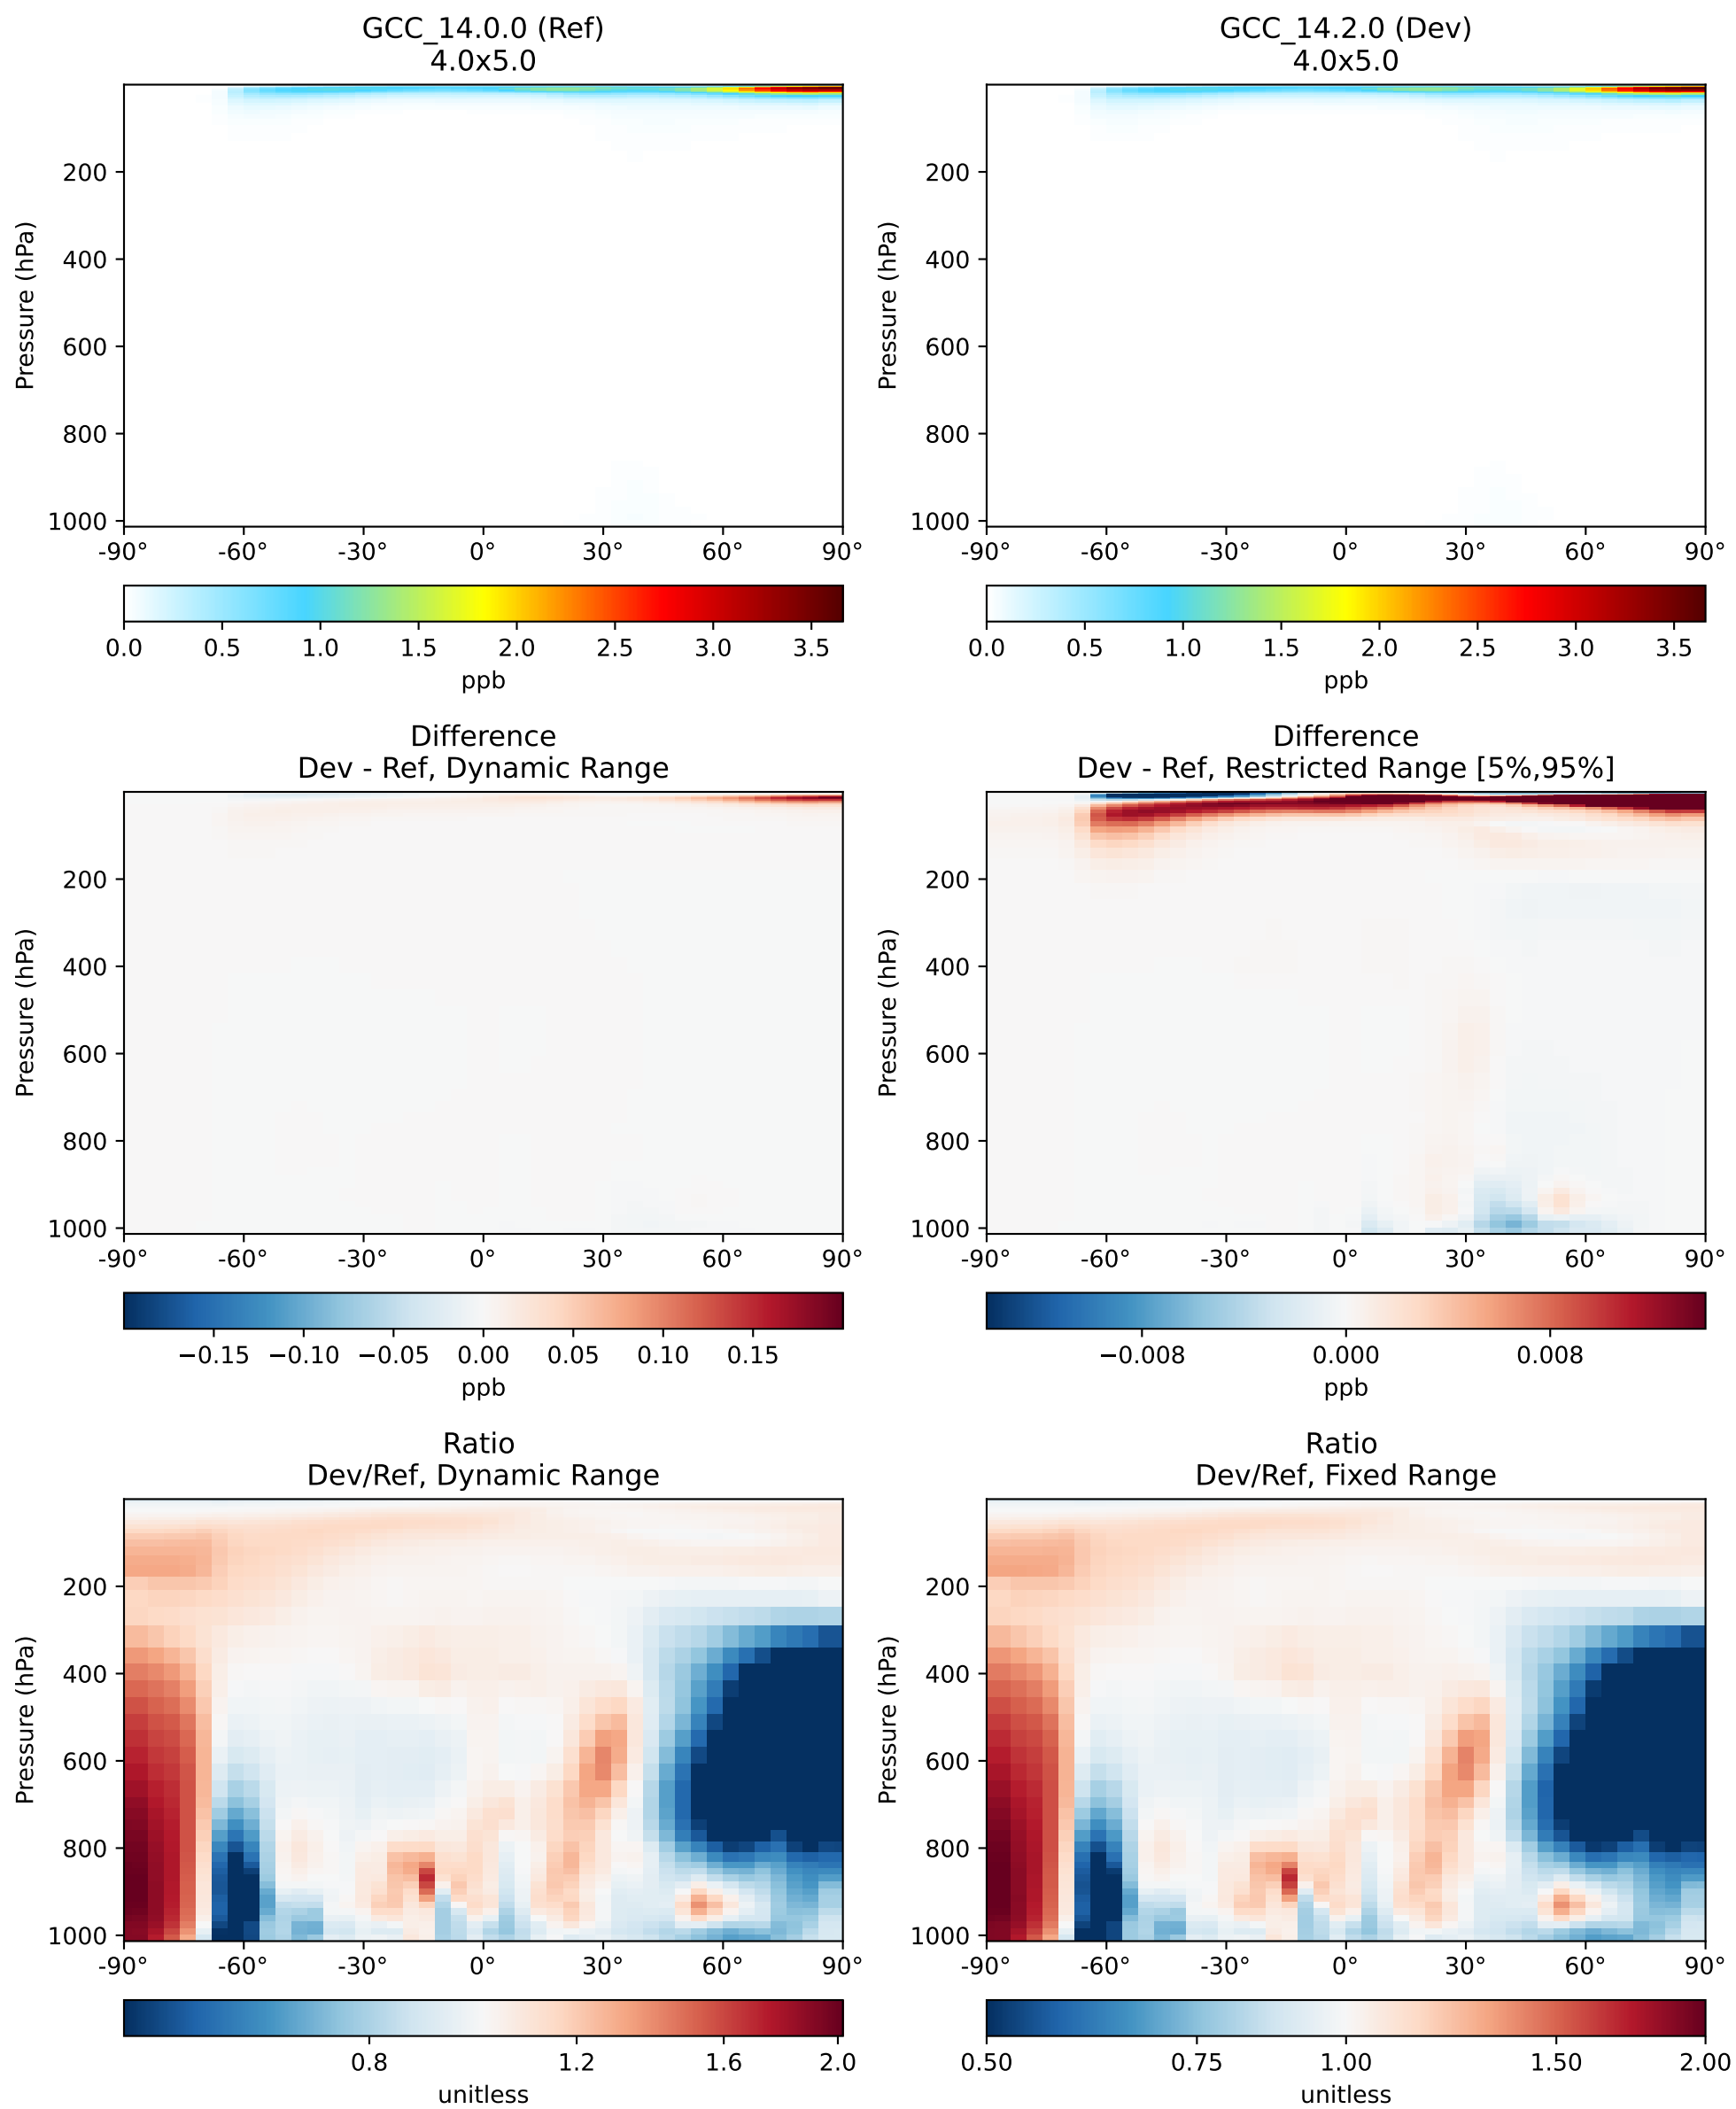 GCC_14.0.0 (Ref)
4.0x5.0
Pressure (hPa)
200
400
600
800
1000
-90° -60° -30° 0° 30° 60° 90°
0.0 0.5 1.0 1.5 2.0 2.5 3.0 3.5
ppb
GCC_14.2.0 (Dev)
4.0x5.0
Pressure (hPa)
200
400
600
800
1000
-90° -60° -30° 0° 30° 60° 90°
0.0 0.5 1.0 1.5 2.0 2.5 3.0 3.5
ppb
Difference
Dev - Ref, Dynamic Range
Pressure (hPa)
200
400
600
800
1000
-90° -60° -30° 0° 30° 60° 90°
−0.15 −0.10 −0.05 0.00 0.05 0.10 0.15
ppb
Difference
Dev - Ref, Restricted Range [5%,95%]
Pressure (hPa)
200
400
600
800
1000
-90° -60° -30° 0° 30° 60° 90°
−0.008 0.000 0.008
ppb
Ratio
Dev/Ref, Dynamic Range
Pressure (hPa)
200
400
600
800
1000
-90° -60° -30° 0° 30° 60° 90°
0.8 1.2 1.6 2.0
unitless
Ratio
Dev/Ref, Fixed Range
Pressure (hPa)
200
400
600
800
1000
-90° -60° -30° 0° 30° 60° 90°
0.50 0.75 1.00 1.50 2.00
unitless